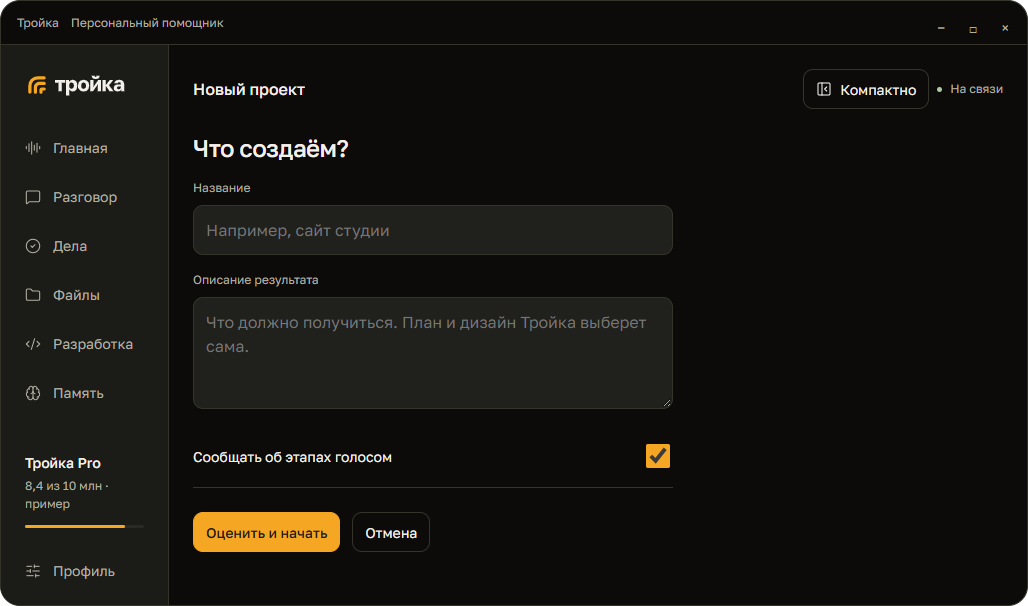 Тройка Персональный помощник
тройка
Новый проект
Компактно
На связи
Главная
Разговор
Дела
Файлы
Разработка
Память
Тройка Pro
8,4 из 10 млн ·
пример
Профиль
Что создаём?
Название
Например, сайт студии
Описание результата
Что должно получиться. План и дизайн Тройка выберет
сама.
Сообщать об этапах голосом
Оценить и начать
Отмена